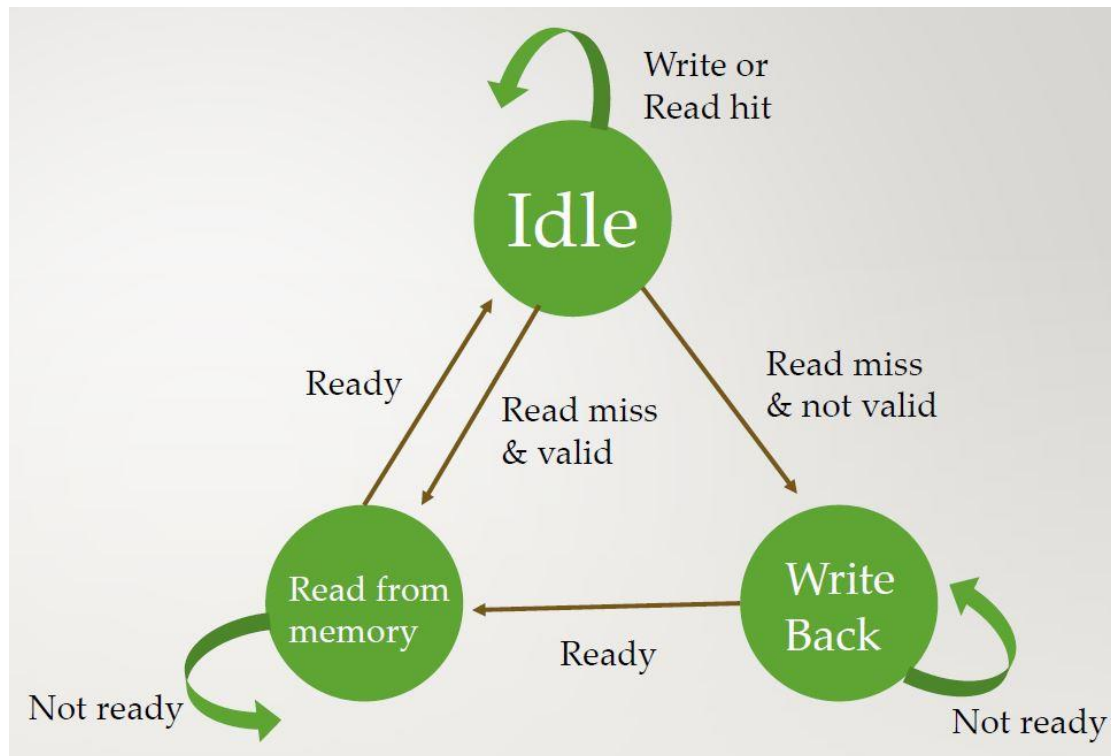 Write or
Read hit
Idle
Ready
Read miss
& valid
Read miss
& not valid
Read from
memory
Write
Back
Ready
Not ready
Not ready